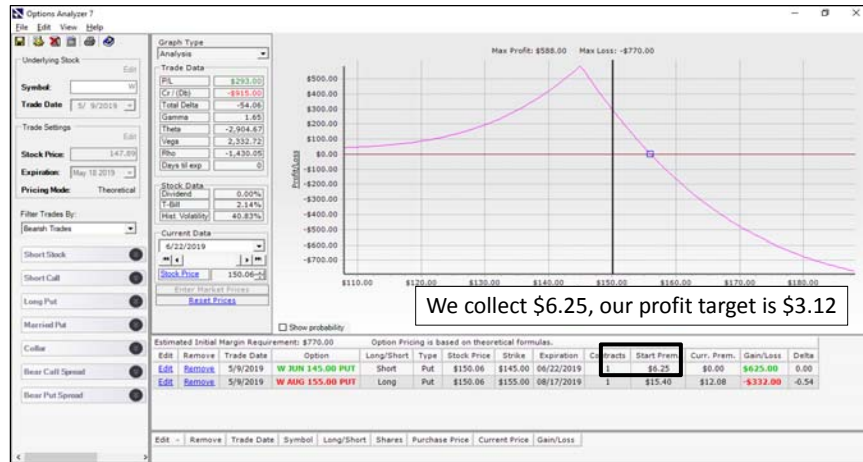 Options Analyzer 7
File Edit View Help
Underlying Stock
Edit
Symbol: W
Trade Date 5/ 9/2019
Trade Settings
Edit
Stock Price: 147.89
Expiration: May 18 2019
Pricing Mode: Theoretical
Filter Trades By:
Bearish Trades
Short Stock
Short Call
Long Put
Married Put
Collar
Bear Call Spread
Bear Put Spread
Graph Type
Analysis
Trade Data
P/L $293.00
Cr / (Db) -$915.00
Total Delta -54.06
Gamma 1.65
Theta -2,904.67
Vega 2,332.72
Rho -1,430.05
Days til exp 0
Stock Data
Dividend 0.00%
T-Bill 2.14%
Hist. Volatility 40.83%
Current Data
6/22/2019
Stock Price 150.06
Enter Market Prices
Reset Prices
Max Profit: $588.00 Max Loss: -$770.00
Profit/Loss
$500.00
$400.00
$300.00
$200.00
$100.00
$0.00
-$100.00
-$200.00
-$300.00
-$400.00
-$500.00
-$600.00
-$700.00
$110.00 $120.00 $130.00 $140.00 $150.00 $160.00 $170.00 $180.00
We collect $6.25, our profit target is $3.12
Show probability
Estimated Initial Margin Requirement: $770.00 Option Pricing is based on theoretical formulas.
Edit Remove Trade Date Option Long/Short Type Stock Price Strike Expiration Contracts Start Prem. Curr. Prem. Gain/Loss Delta
Edit Remove 5/9/2019 W JUN 145.00 PUT Short Put $150.06 $145.00 06/22/2019 1 $6.25 $0.00 $625.00 0.00
Edit Remove 5/9/2019 W AUG 155.00 PUT Long Put $150.06 $155.00 08/17/2019 1 $15.40 $12.08 -$332.00 -0.54
Edit - Remove Trade Date Symbol Long/Short Shares Purchase Price Current Price Gain/Loss